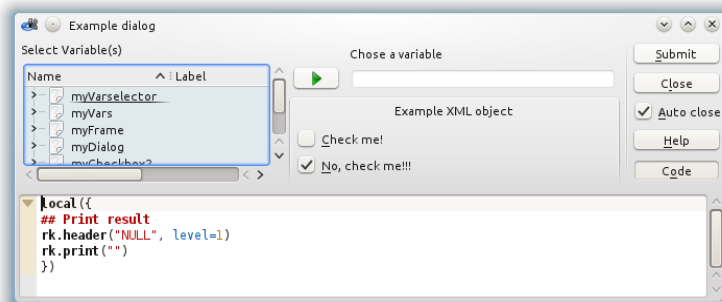 Example dialog
Select Variable(s)
Name Label
myVarselector
myVars
myFrame
myDialog
myCheckbox2
Chose a variable
Example XML object
Check me!
No, check me!!!
Submit
Close
Auto close
Help
Code
local({
## Print result
rk.header("NULL", level=1)
rk.print("")
})